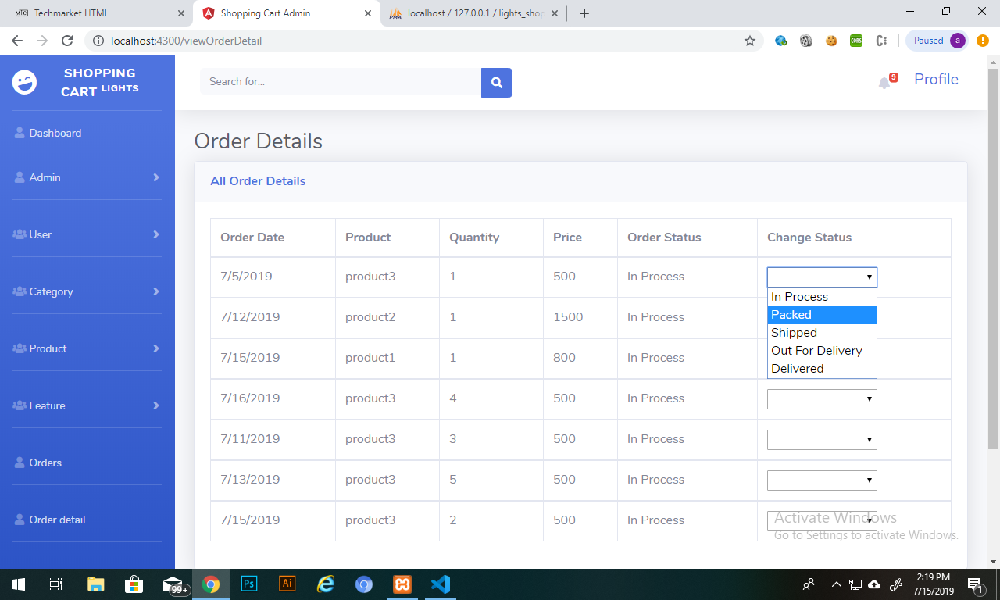 Techmarket HTML
Shopping Cart Admin
localhost / 127.0.0.1 / lights_shop
localhost:4300/viewOrderDetail
CORS
Paused a
SHOPPING
CART LIGHTS
Search for...
9
Profile
Dashboard
Admin
User
Category
Product
Feature
Orders
Order detail
Order Details
All Order Details
Order Date Product Quantity Price Order Status Change Status
7/5/2019 product3 1 500 In Process
In Process
7/12/2019 product2 1 1500 In Process
Packed
Shipped
Out For Delivery
7/15/2019 product1 1 800 In Process
Delivered
7/16/2019 product3 4 500 In Process
7/11/2019 product3 3 500 In Process
7/13/2019 product3 5 500 In Process
7/15/2019 product3 2 500 In Process
Activate Windows
Go to Settings to activate Windows.
99+
Ps
Ai
2:19 PM
7/15/2019
1